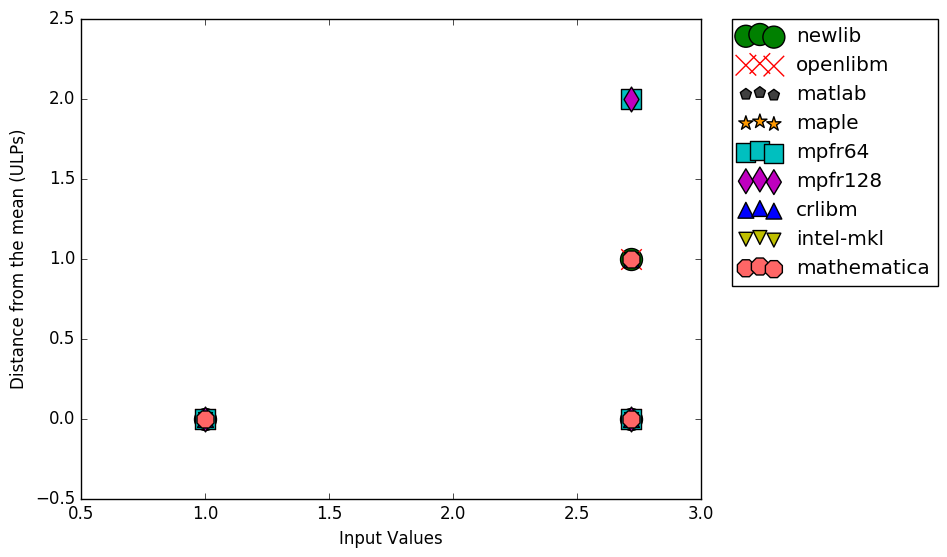 2.5
2.0
1.5
1.0
0.5
0.0
−0.5
0.5
1.0
1.5
2.0
2.5
3.0
Input Values
Distance from the mean (ULPs)
newlib
openlibm
matlab
maple
mpfr64
mpfr128
crlibm
intel-mkl
mathematica